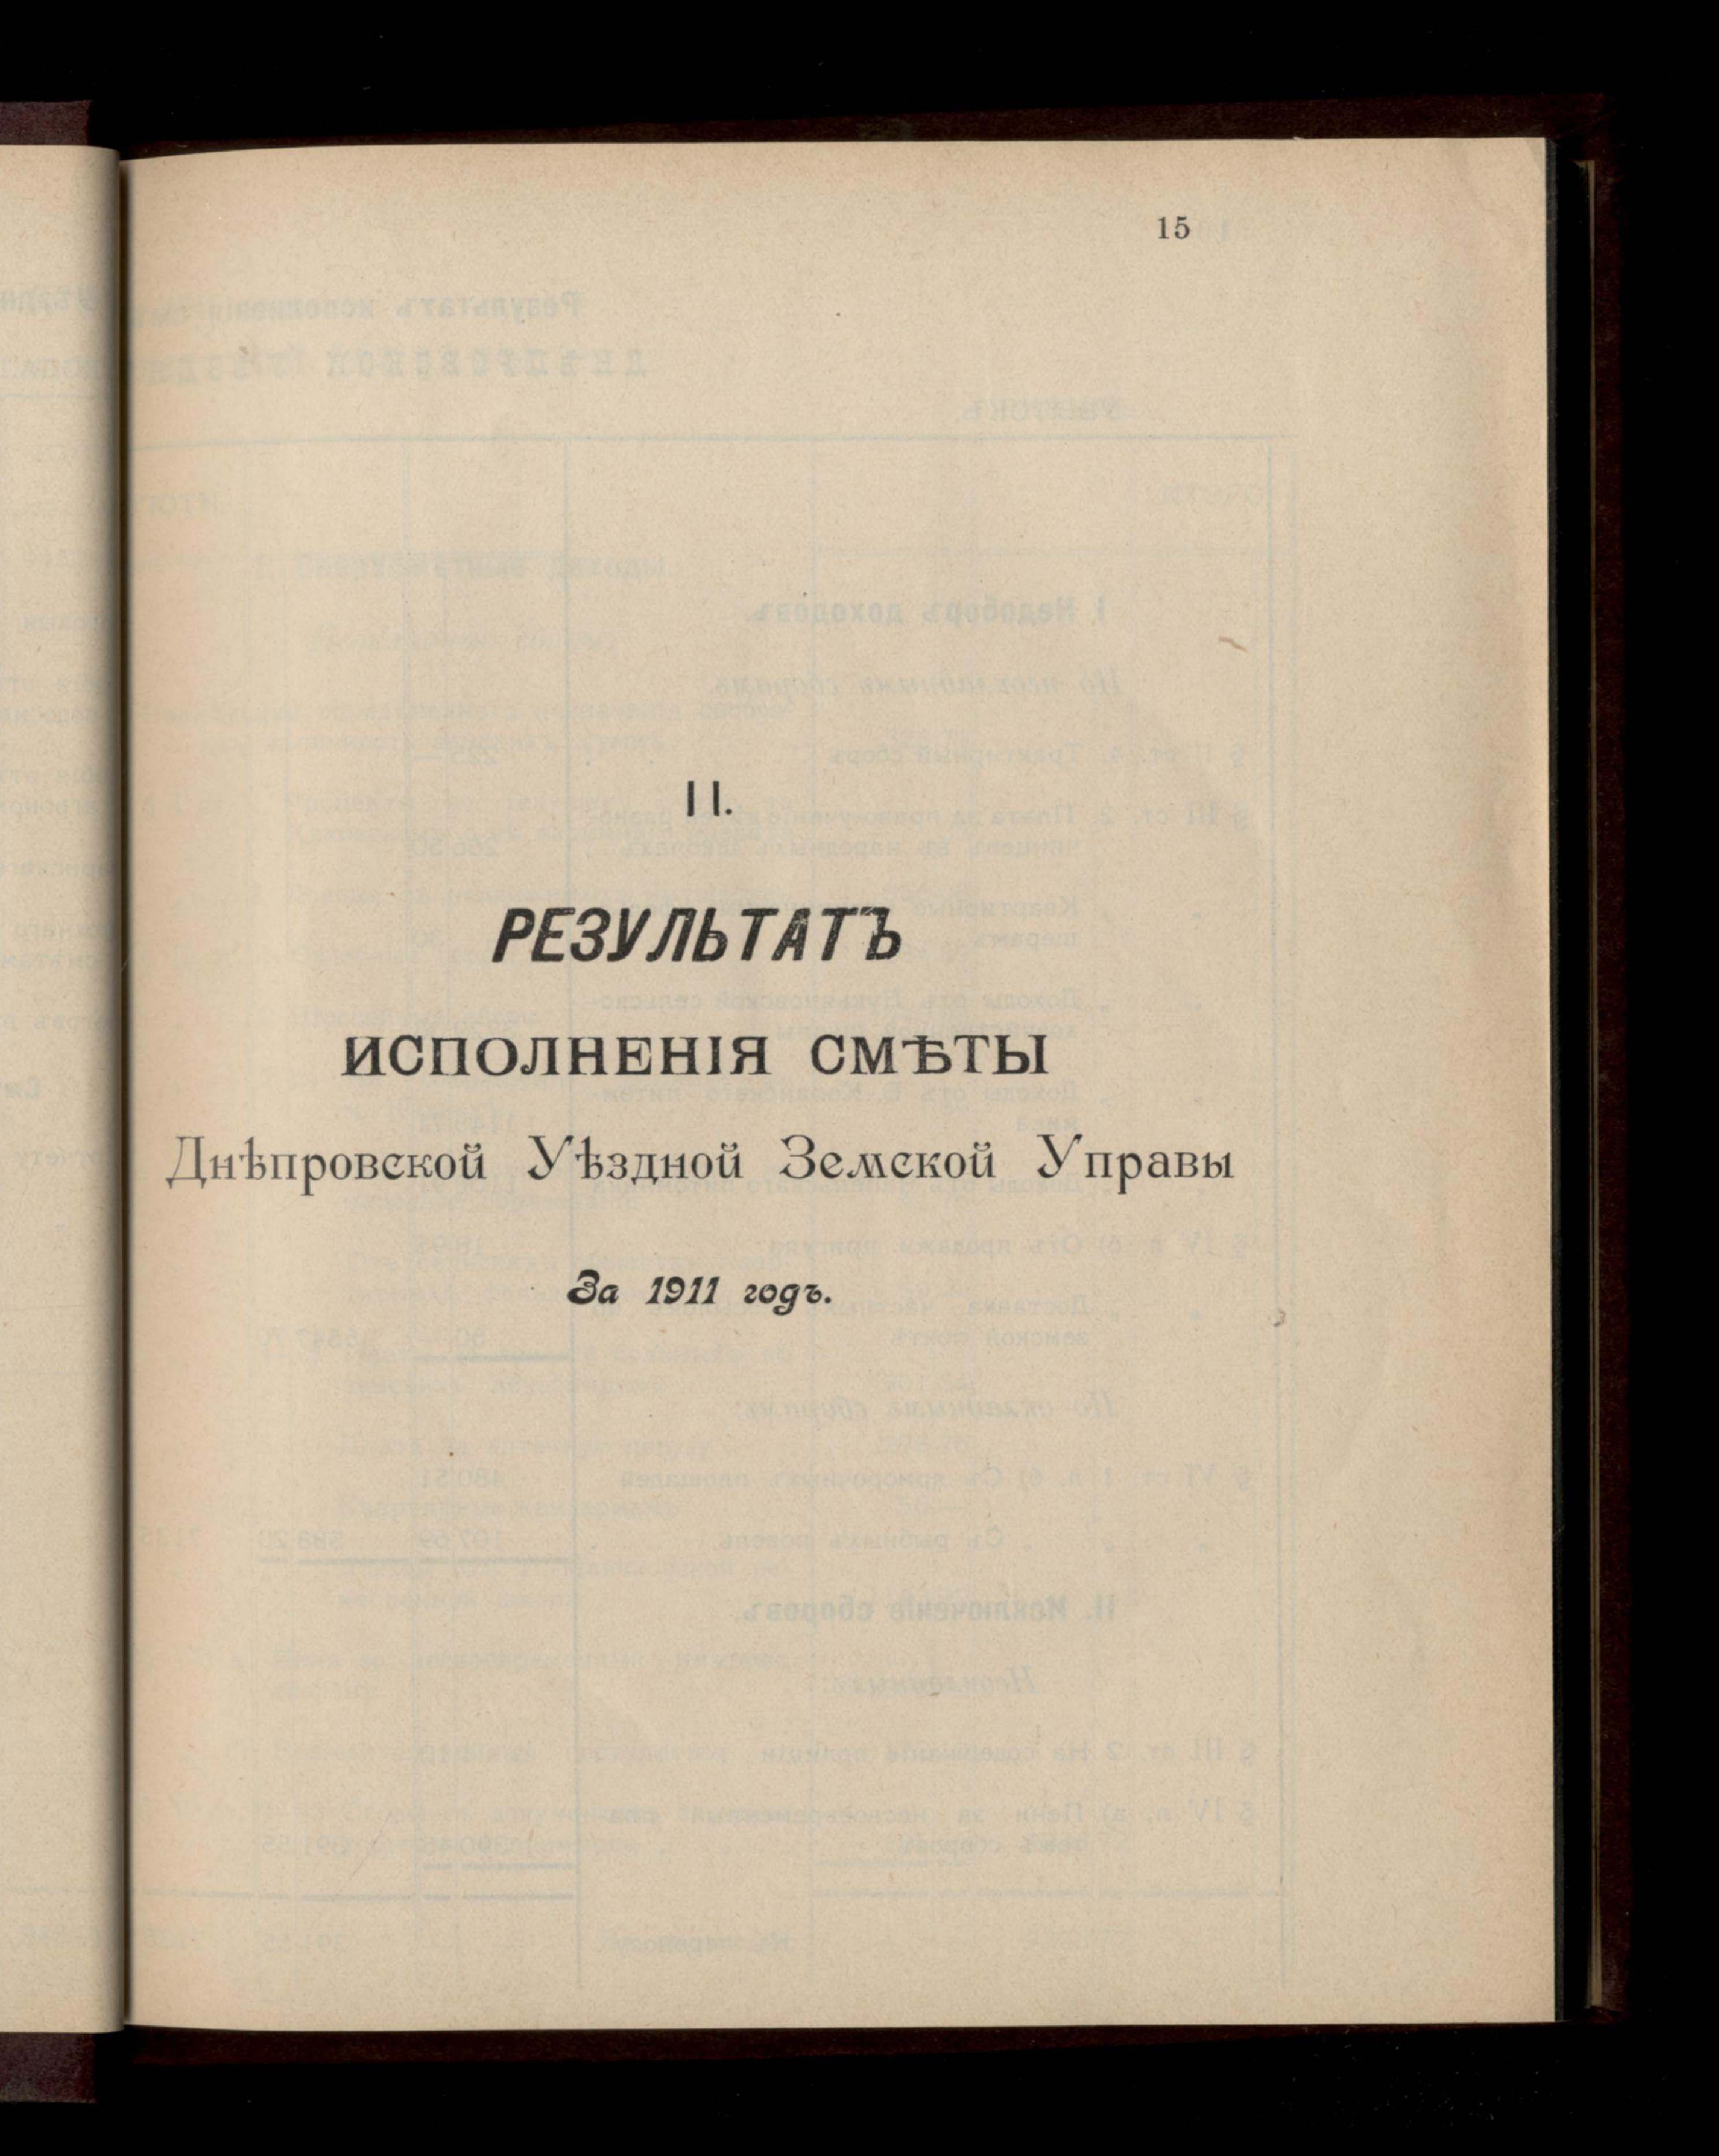 15
II.
РЕЗУЛЬТАТЪ
ИСПОЛНЕНІЯ СМѢТЫ
Днѣпровской Уѣздной Земской Управы
За 1911 годъ.